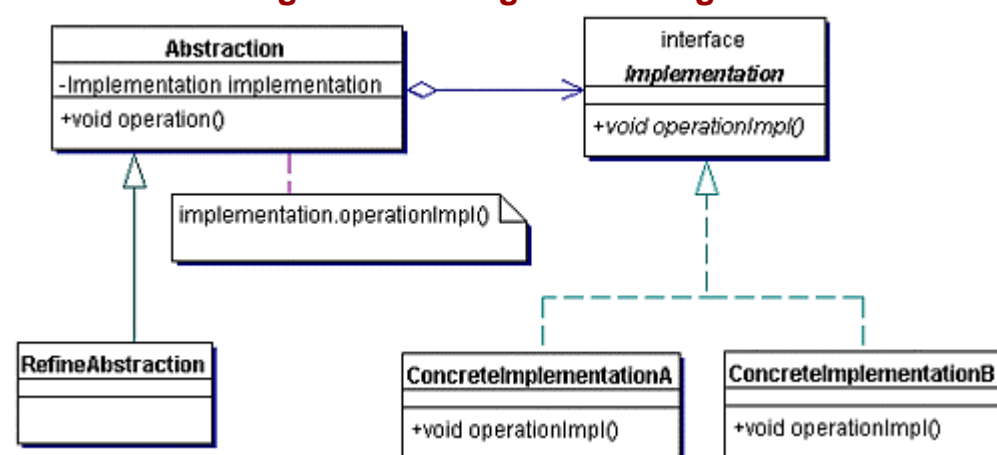 Abstraction
-Implementation implementation
+void operation()
interface
Implementation
+void operationImpl()
implementation.operationImpl()
RefineAbstraction
ConcreteImplementationA
+void operationImpl()
ConcreteImplementationB
+void operationImpl()